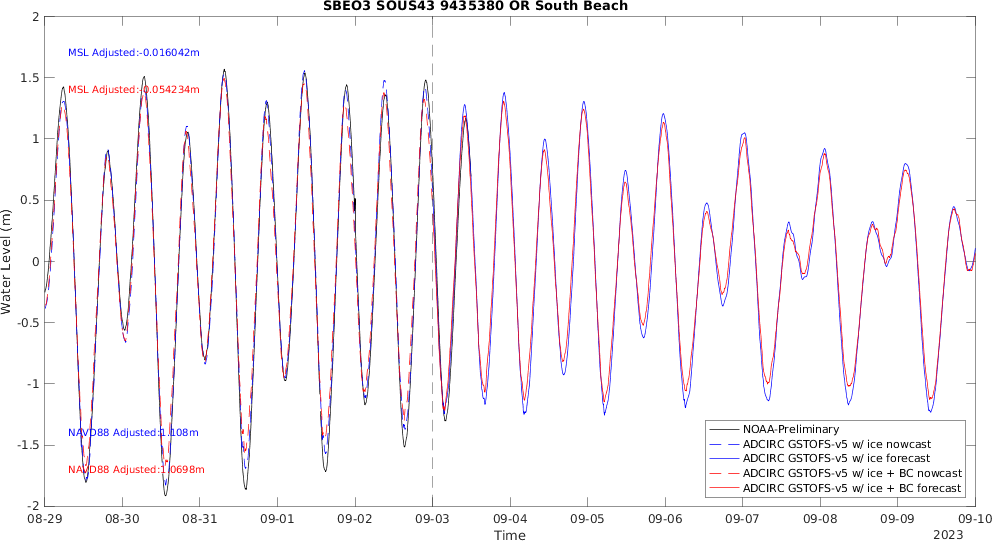 SBEO3 SOUS43 9435380 OR South Beach
2
1.5
1
0.5
0
-0.5
-1
-1.5
-2
Water Level (m)
MSL Adjusted:-0.016042m
MSL Adjusted:-0.054234m
NAVD88 Adjusted:1.108m
NAVD88 Adjusted:1.0698m
NOAA-Preliminary
ADCIRC GSTOFS-v5 w/ ice nowcast
ADCIRC GSTOFS-v5 w/ ice forecast
ADCIRC GSTOFS-v5 w/ ice + BC nowcast
ADCIRC GSTOFS-v5 w/ ice + BC forecast
08-29 08-30 08-31 09-01 09-02 09-03 09-04 09-05 09-06 09-07 09-08 09-09 09-10
Time
2023